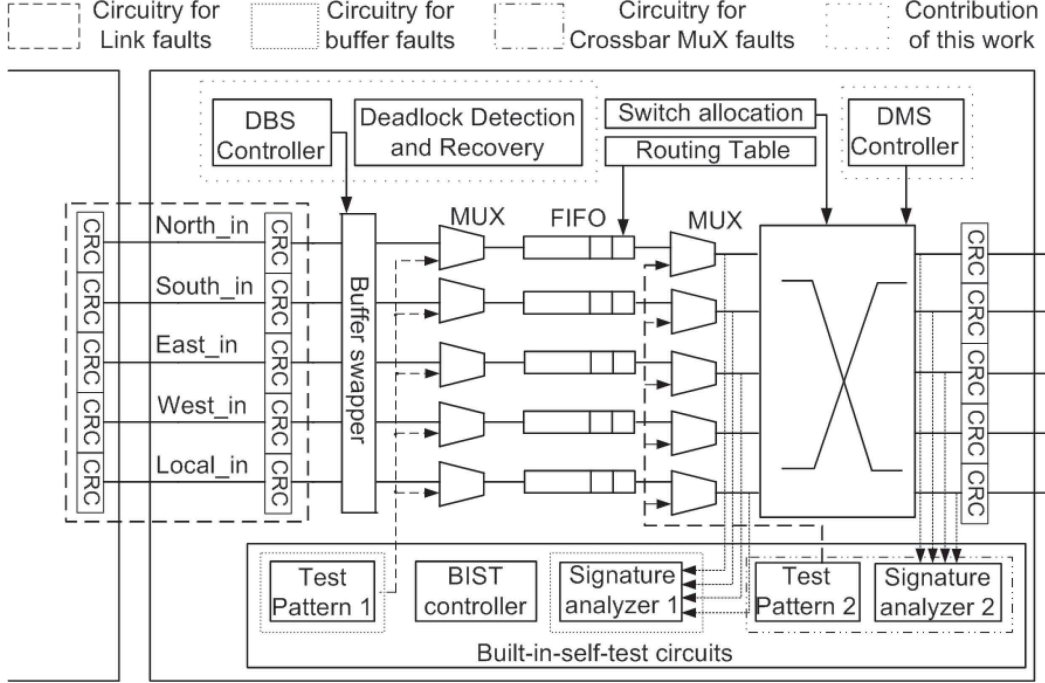 Circuitry for
Link faults
Circuitry for
buffer faults
Circuitry for
Crossbar MuX faults
Contribution
of this work
DBS
Controller
Deadlock Detection
and Recovery
Switch allocation
Routing Table
DMS
Controller
MUX
FIFO
MUX
North_in
South_in
East_in
West_in
Local_in
CRC
CRC
CRC
CRC
CRC
CRC
CRC
CRC
CRC
CRC
Buffer swapper
CRC
CRC
CRC
CRC
CRC
Test
Pattern 1
BIST
controller
Signature
analyzer 1
Test
Pattern 2
Signature
analyzer 2
Built-in-self-test circuits